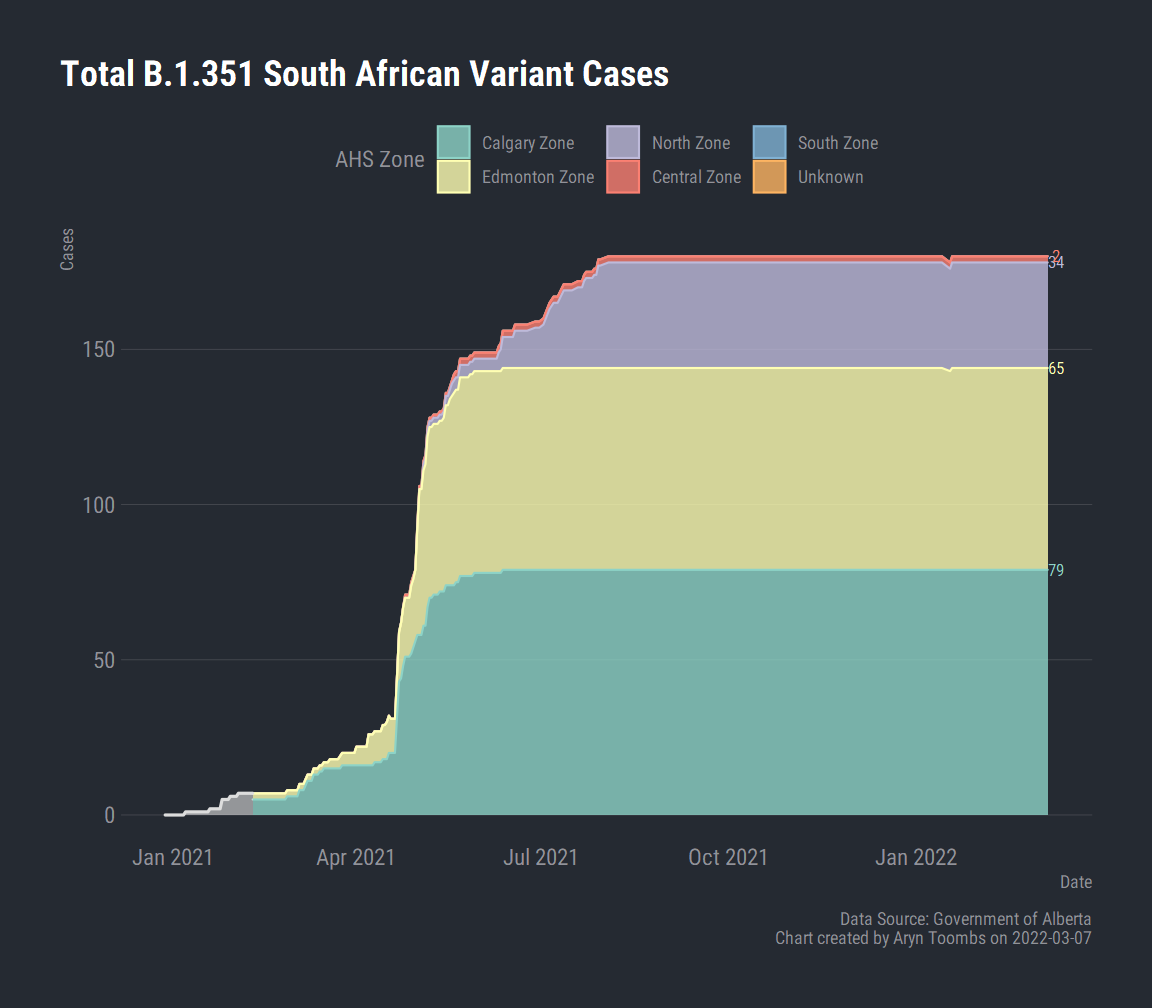 Total B.1.351 South African Variant Cases
AHS Zone
Calgary Zone
North Zone
South Zone
Edmonton Zone
Central Zone
Unknown
Cases
2
34
150
65
100
79
50
0
Jan 2021
Apr 2021
Jul 2021
Oct 2021
Jan 2022
Date
Data Source: Government of Alberta
Chart created by Aryn Toombs on 2022-03-07